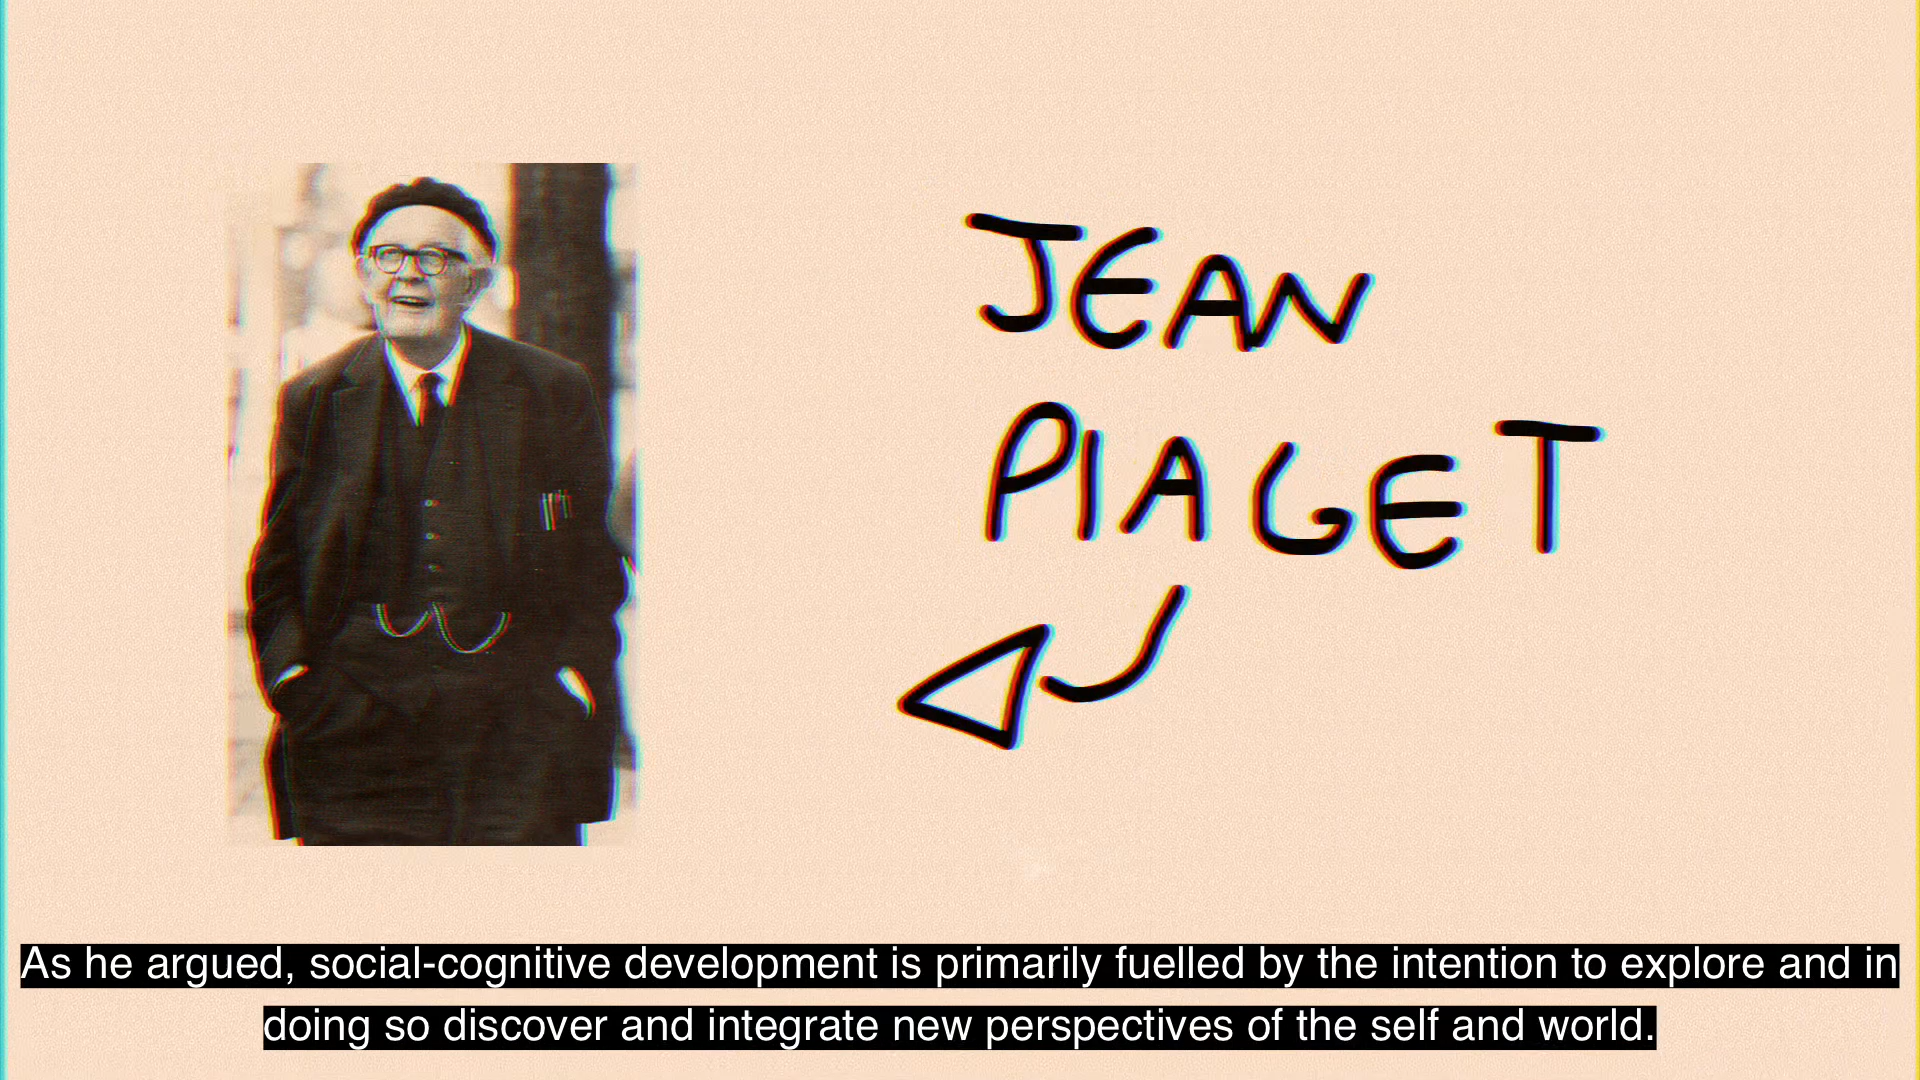 JEAN
PIAGET
As he argued, social-cognitive development is primarily fuelled by the intention to explore and in
doing so discover and integrate new perspectives of the self and world.